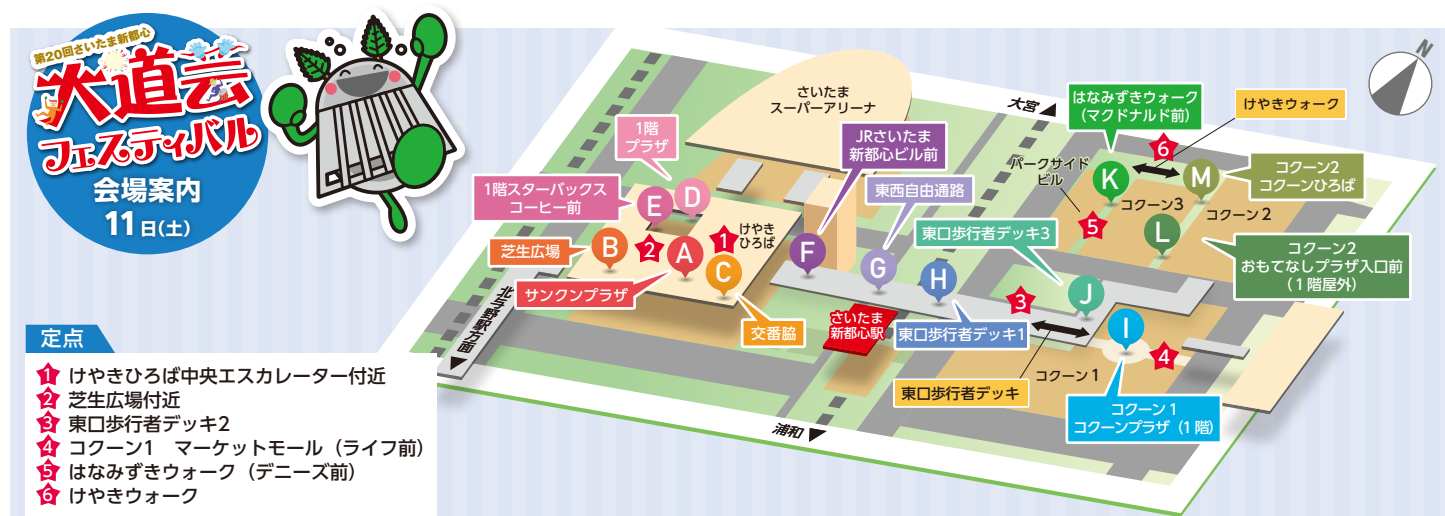 第20回さいたま新都心
大道芸
フェスティバル
会場案内
11日(土)
さいたま
スーパーアリーナ
大宮▲
はなみずきウォーク
(マクドナルド前)
けやきウォーク
N
1階
プラザ
JRさいたま
新都心ビル前
パークサイド
ビル
6
K
M
コクーン2
コクーンひろば
1階スターバックス
コーヒー前
E
D
東西自由通路
コクーン3
コクーン2
5
L
芝生広場
B
2
A
1
けやき
ひろば
C
F
G
H
東口歩行者デッキ3
コクーン2
おもてなしプラザ入口前
(1階屋外)
サンクンプラザ
交番脇
北与野駅方面▼
さいたま
新都心駅
東口歩行者デッキ1
3
J
I
4
東口歩行者デッキ
コクーン1
コクーン1
コクーンプラザ(1階)
浦和▼
定点
1 けやきひろば中央エスカレーター付近
2 芝生広場付近
3 東口歩行者デッキ2
4 コクーン1 マーケットモール(ライフ前)
5 はなみずきウォーク(デニーズ前)
6 けやきウォーク